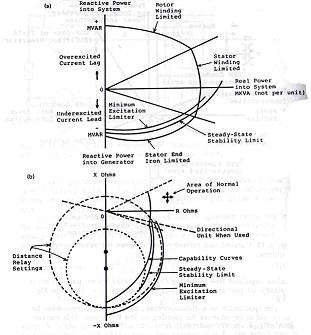 (a)
Reactive Power
into System
Rotor
Winding
Limited
+
MVAR
Overexcited
Current Lag
Stator
Winding
Limited
0
Real Power
into System
MKVA (not per unit)
Underexcited
Current Lead
Minimum
Excitation
Limiter
-
MVAR
Steady-State
Stability Limit
Reactive Power
into Generator
Stator End
Iron Limited
(b)
X Ohms
Area of Normal
Operation
0
R Ohms
Directional
Unit When Used
Distance
Relay
Settings
Capability Curves
Steady-State
Stability Limit
Minimum
Excitation
Limiter
-X Ohms